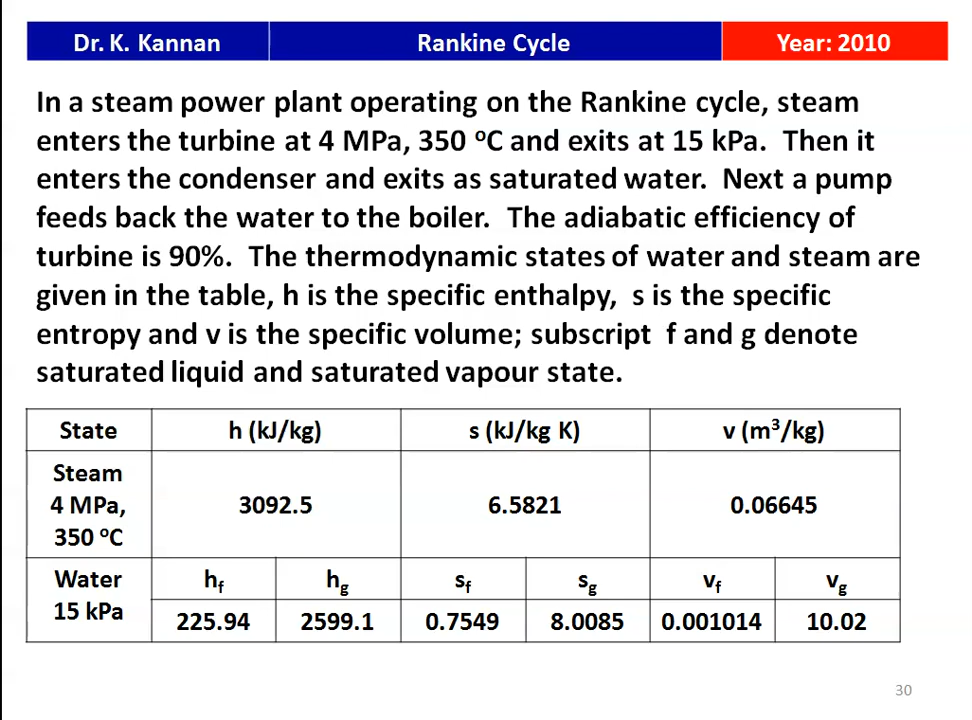 Dr. K. Kannan
Rankine Cycle
Year: 2010
In a steam power plant operating on the Rankine cycle, steam
enters the turbine at 4 MPa, 350 ºC and exits at 15 kPa.  Then it
enters the condenser and exits as saturated water.  Next a pump
feeds back the water to the boiler.  The adiabatic efficiency of
turbine is 90%.  The thermodynamic states of water and steam are
given in the table, h is the specific enthalpy,  s is the specific
entropy and v is the specific volume; subscript  f and g denote
saturated liquid and saturated vapour state.
State h (kJ/kg) s (kJ/kg K) v (m³/kg)
Steam
4 MPa, 3092.5 6.5821 0.06645
350 ºC
Water hf hg sf sg vf vg
15 kPa 225.94 2599.1 0.7549 8.0085 0.001014 10.02
30